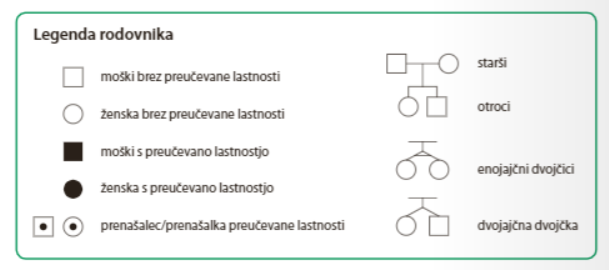 Legenda rodovnika
moški brez preučevane lastnosti
ženska brez preučevane lastnosti
moški s preučevano lastnostjo
ženska s preučevano lastnostjo
prenašalec/prenašalka preučevane lastnosti
starši
otroci
enojajčni dvojčici
dvojajčna dvojčka